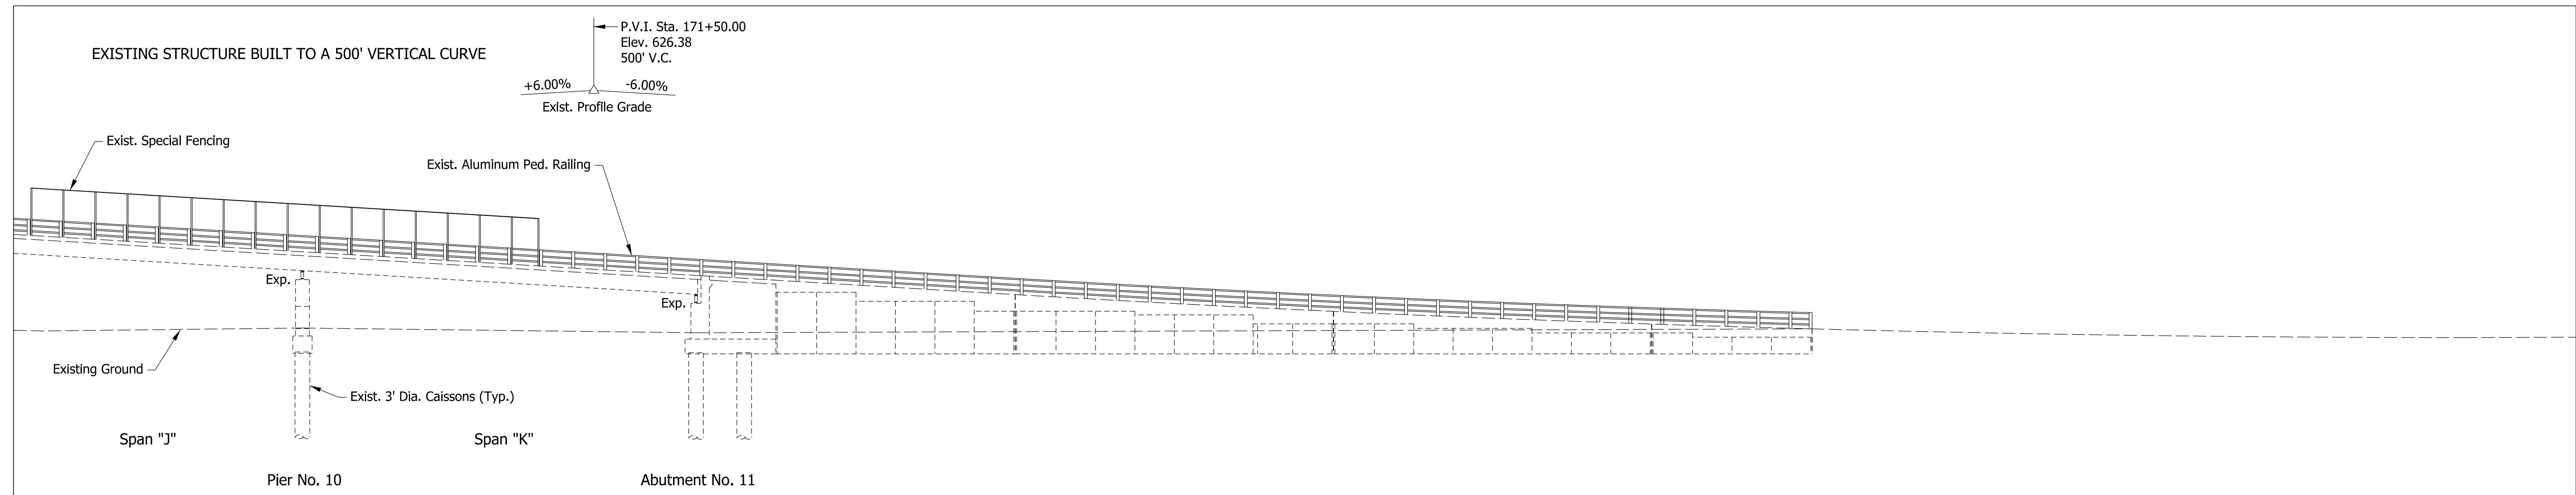 P.V.I. Sta. 171+50.00
Elev. 626.38
500' V.C.
EXISTING STRUCTURE BUILT TO A 500' VERTICAL CURVE
+6.00%
-6.00%
Exist. Profile Grade
Exist. Special Fencing
Exist. Aluminum Ped. Railing
Exp.
Exp.
Existing Ground
Exist. 3' Dia. Caissons (Typ.)
Span "J"
Span "K"
Pier No. 10
Abutment No. 11